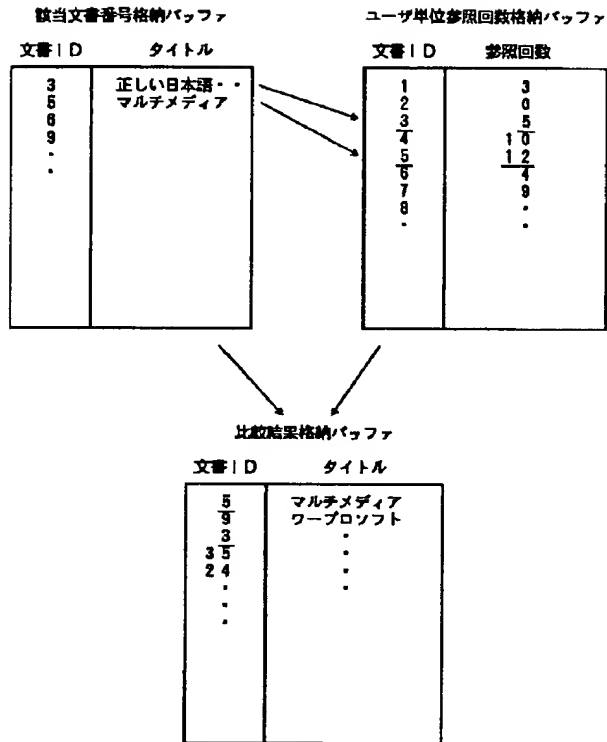 該当文書番号格納バッファ
文書ID タイトル
3 正しい日本語・・
5 マルチメディア
6
9
・
・
ユーザ単位参照回数格納バッファ
文書ID 参照回数
1 3
2 0
3 5
4 10
5 12
6 4
7 9
8 ・
・ ・
比較結果格納バッファ
文書ID タイトル
5 マルチメディア
9 ワープロソフト
3 ・
35 ・
24 ・
・ ・
・
・